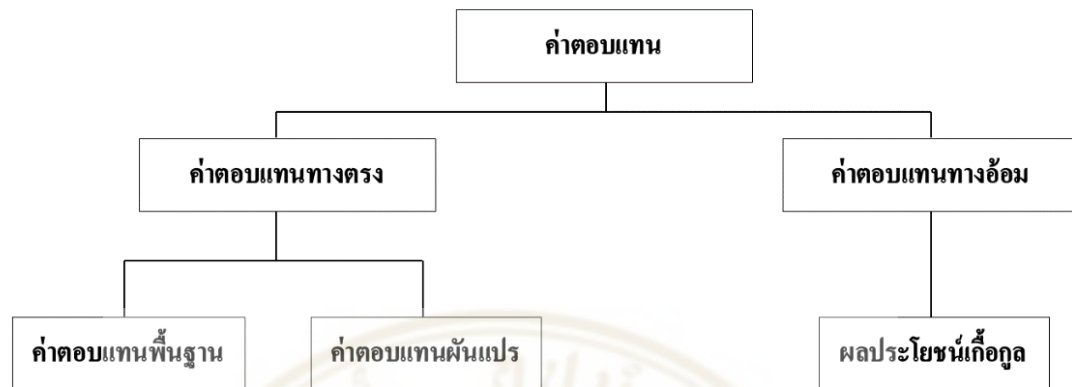 ค่าตอบแทน
ค่าตอบแทนทางตรง
ค่าตอบแทนทางอ้อม
ค่าตอบแทนพื้นฐาน
ค่าตอบแทนผันแปร
ผลประโยชน์เกื้อกูล